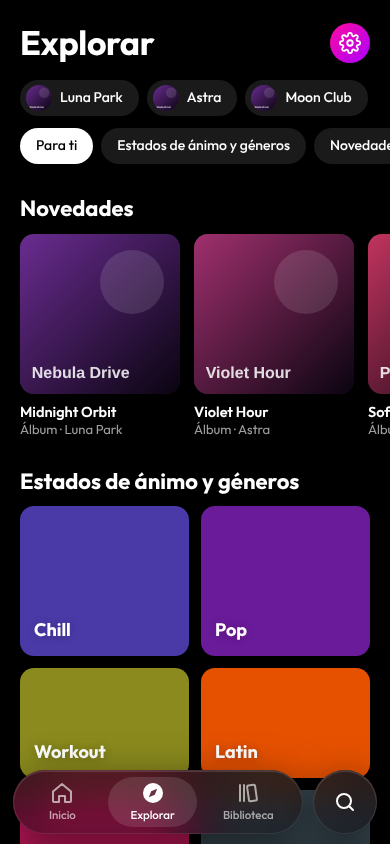 Explorar
Luna Park
Astra
Moon Club
Para ti
Estados de ánimo y géneros
Novedade
Novedades
Nebula Drive
Violet Hour
P
Midnight Orbit
Violet Hour
Sof
Álbum · Luna Park
Álbum · Astra
Álbu
Estados de ánimo y géneros
Chill
Pop
Workout
Latin
Inicio
Explorar
Biblioteca